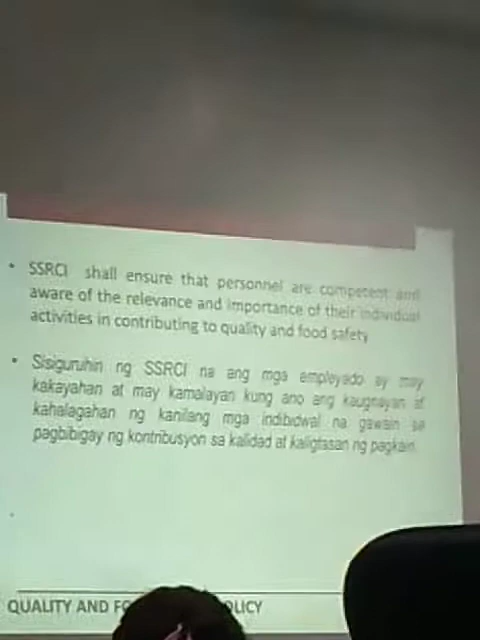 • SSRCI shall ensure that personnel are competent and
aware of the relevance and importance of their individual
activities in contributing to quality and food safety
• Sisiguruhin ng SSRCI na ang mga empleyado ay may
kakayahan at may kamalayan kung ano ang kaugnayan at
kahalagahan ng kanilang mga indibidwal na gawain sa
pagbibigay ng kontribusyon sa kalidad at kaligtasan ng pagkain
QUALITY AND